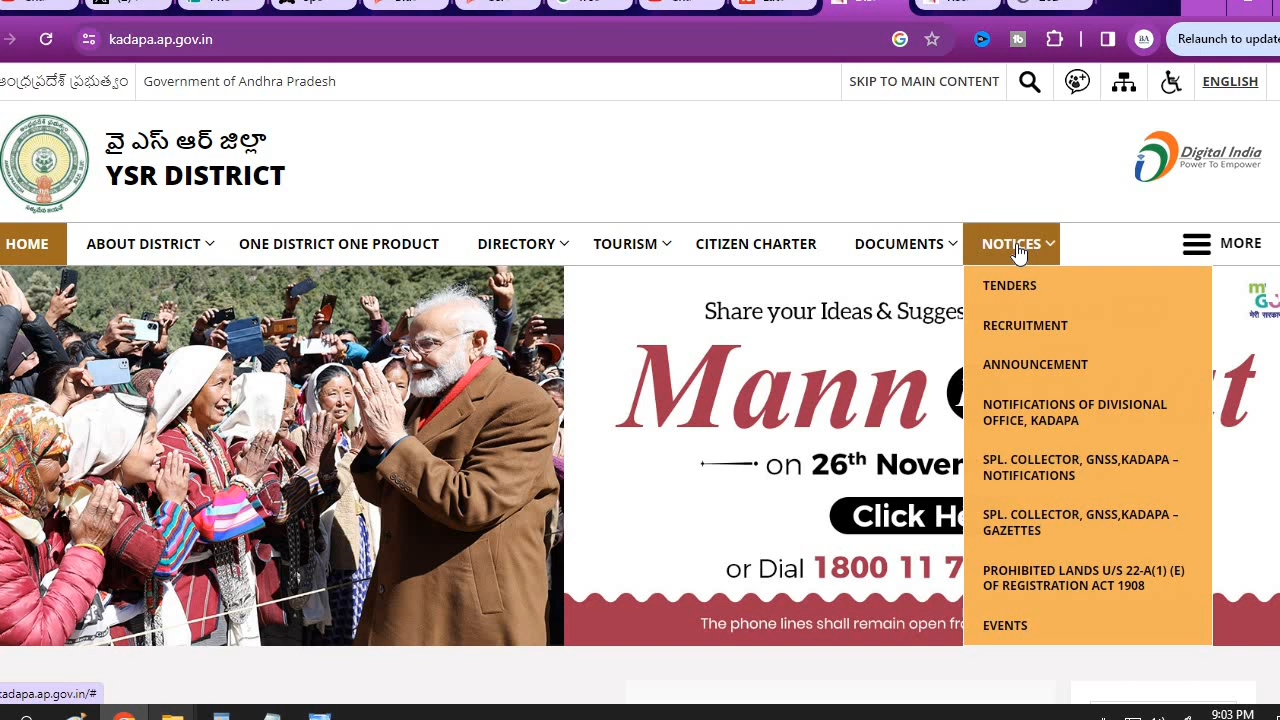 kadapa.ap.gov.in
Relaunch to update
ఆంధ్రప్రదేశ్ ప్రభుత్వం
Government of Andhra Pradesh
SKIP TO MAIN CONTENT
ENGLISH
వై ఎస్ ఆర్ జిల్లా
YSR DISTRICT
Digital India
Power To Empower
HOME ABOUT DISTRICT ONE DISTRICT ONE PRODUCT DIRECTORY TOURISM CITIZEN CHARTER DOCUMENTS NOTICES MORE
TENDERS
RECRUITMENT
ANNOUNCEMENT
NOTIFICATIONS OF DIVISIONAL
OFFICE, KADAPA
SPL. COLLECTOR, GNSS,KADAPA –
NOTIFICATIONS
SPL. COLLECTOR, GNSS,KADAPA –
GAZETTES
PROHIBITED LANDS U/S 22-A(1) (E)
OF REGISTRATION ACT 1908
EVENTS
Share your Ideas &
Mann
on 26th
Click
or Dial 1800 11 7
The phone lines shall remain open
kadapa.ap.gov.in/#
9:03 PM